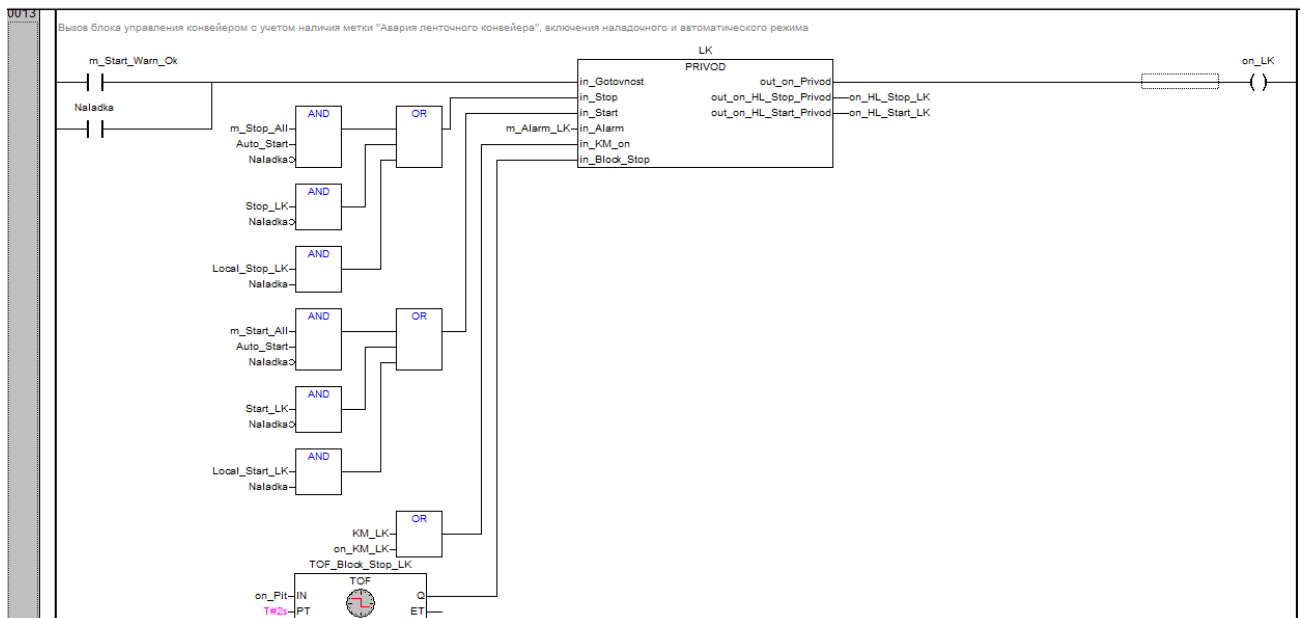 0013
Вызов блока управления конвейером с учетом наличия метки "Авария ленточного конвейера", включения наладочного и автоматического режима
LK
m_Start_Warn_Ok
PRIVOD
on_LK
in_Gotovnost out_on_Privod
in_Stop out_on_HL_Stop_Privod on_HL_Stop_LK
Naladka
AND OR
in_Start out_on_HL_Start_Privod on_HL_Start_LK
m_Stop_All
m_Alarm_LK in_Alarm
Auto_Start
in_KM_on
Naladka
in_Block_Stop
AND
Stop_LK
Naladka
AND
Local_Stop_LK
Naladka
AND OR
m_Start_All
Auto_Start
Naladka
AND
Start_LK
Naladka
AND
Local_Start_LK
Naladka
OR
KM_LK
on_KM_LK
TOF_Block_Stop_LK
TOF
on_Pit IN Q
T#2s PT ET